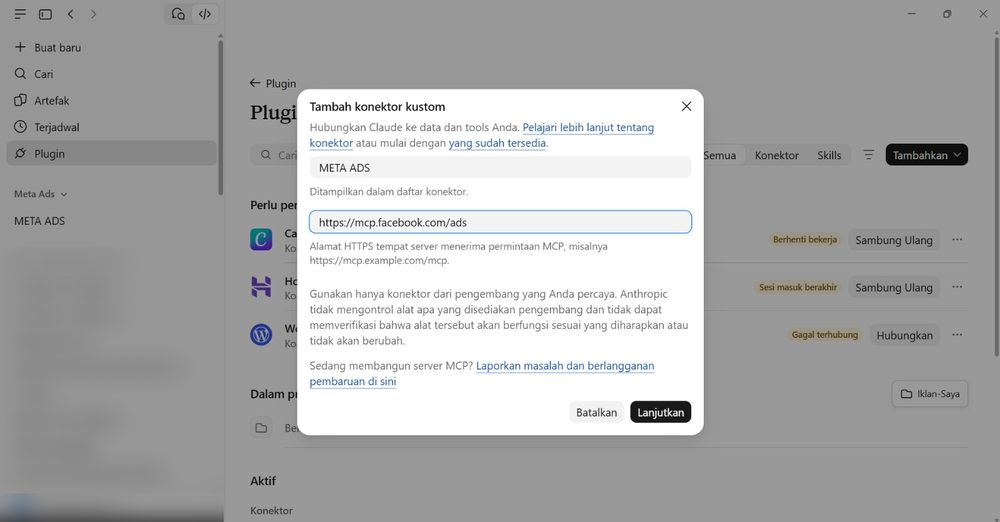 Buat baru
Cari
Artefak
Terjadwal
Plugin
Meta Ads
META ADS
Plugin
Cari
Semua
Konektor
Skills
Tambahkan
Berhenti bekerja
Sambung Ulang
Sesi masuk berakhir
Sambung Ulang
Gagal terhubung
Hubungkan
Iklan-Saya
Aktif
Konektor
Tambah konektor kustom
Hubungkan Claude ke data dan tools Anda. Pelajari lebih lanjut tentang
konektor atau mulai dengan yang sudah tersedia.
META ADS
Ditampilkan dalam daftar konektor.
https://mcp.facebook.com/ads
Alamat HTTPS tempat server menerima permintaan MCP, misalnya
https://mcp.example.com/mcp.
Gunakan hanya konektor dari pengembang yang Anda percaya. Anthropic
tidak mengontrol alat apa yang disediakan pengembang dan tidak dapat
memverifikasi bahwa alat tersebut akan berfungsi sesuai yang diharapkan atau
tidak akan berubah.
Sedang membangun server MCP? Laporkan masalah dan berlangganan
pembaruan di sini
Batalkan
Lanjutkan